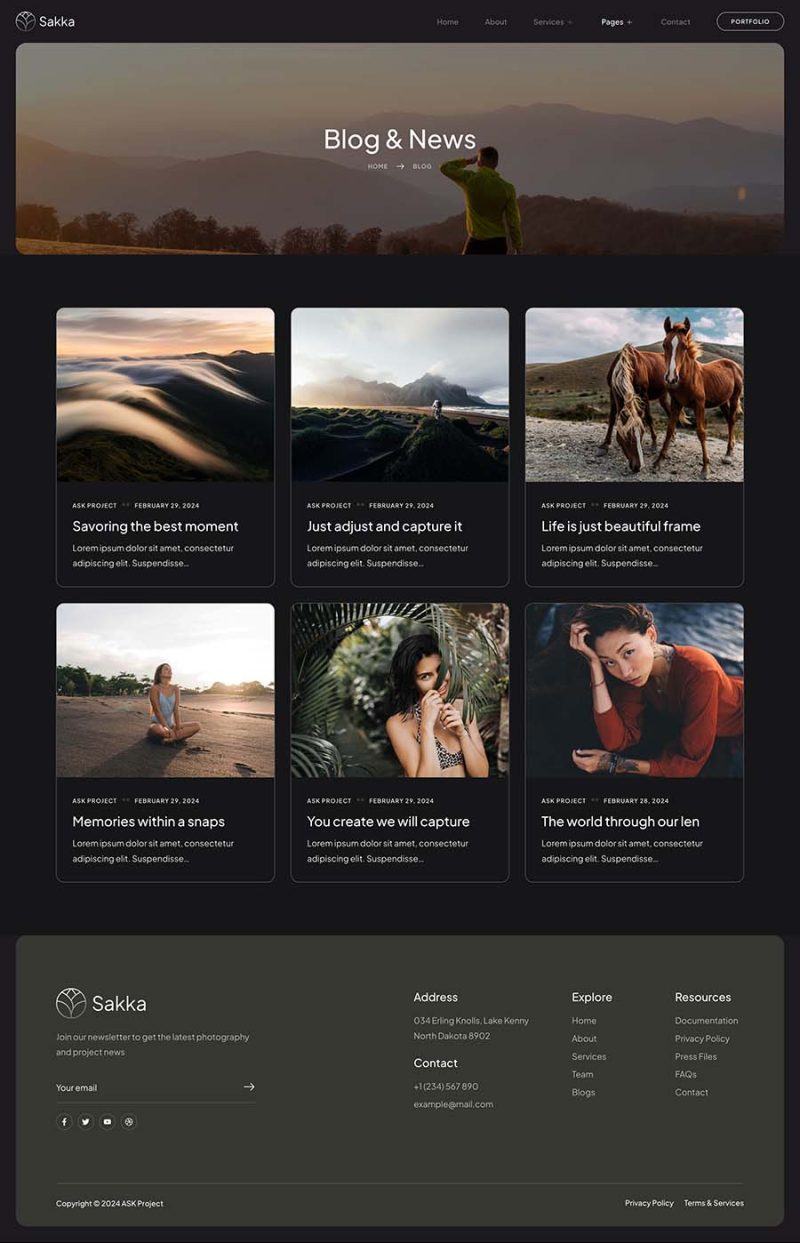 Sakka
Home About Services + Pages + Contact PORTFOLIO
Blog & News
HOME → BLOG
ASK PROJECT FEBRUARY 29, 2024
Savoring the best moment
Lorem ipsum dolor sit amet, consectetur
adipiscing elit. Suspendisse...
ASK PROJECT FEBRUARY 29, 2024
Just adjust and capture it
Lorem ipsum dolor sit amet, consectetur
adipiscing elit. Suspendisse...
ASK PROJECT FEBRUARY 29, 2024
Life is just beautiful frame
Lorem ipsum dolor sit amet, consectetur
adipiscing elit. Suspendisse...
ASK PROJECT FEBRUARY 29, 2024
Memories within a snaps
Lorem ipsum dolor sit amet, consectetur
adipiscing elit. Suspendisse...
ASK PROJECT FEBRUARY 29, 2024
You create we will capture
Lorem ipsum dolor sit amet, consectetur
adipiscing elit. Suspendisse...
ASK PROJECT FEBRUARY 28, 2024
The world through our len
Lorem ipsum dolor sit amet, consectetur
adipiscing elit. Suspendisse...
Sakka
Join our newsletter to get the latest photography
and project news
Your email →
Address
034 Erling Knolls, Lake Kenny
North Dakota 8902
Contact
+1 (234) 567 890
example@mail.com
Explore
Home
About
Services
Team
Blogs
Resources
Documentation
Privacy Policy
Press Files
FAQs
Contact
Copyright © 2024 ASK Project
Privacy Policy Terms & Services